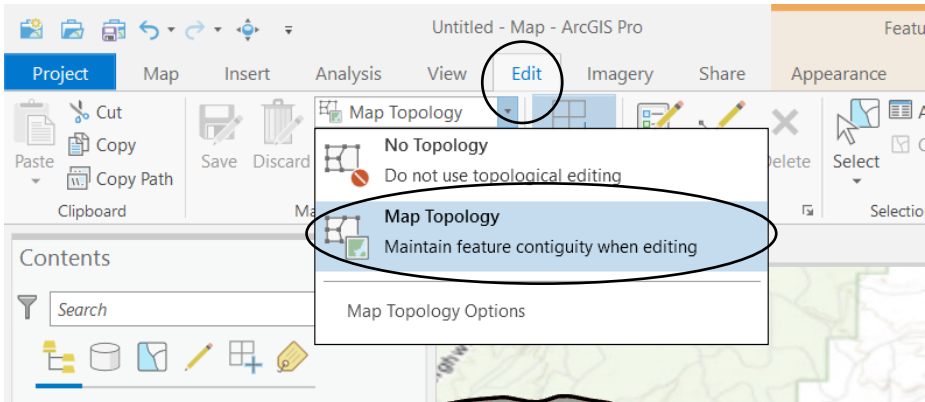 Untitled - Map - ArcGIS Pro
Project Map Insert Analysis View Edit Imagery Share Appearance
Cut
Copy
Copy Path
Paste
Clipboard
Save Discard
Map Topology
No Topology
Do not use topological editing
Map Topology
Maintain feature contiguity when editing
Map Topology Options
Select
Contents
Search